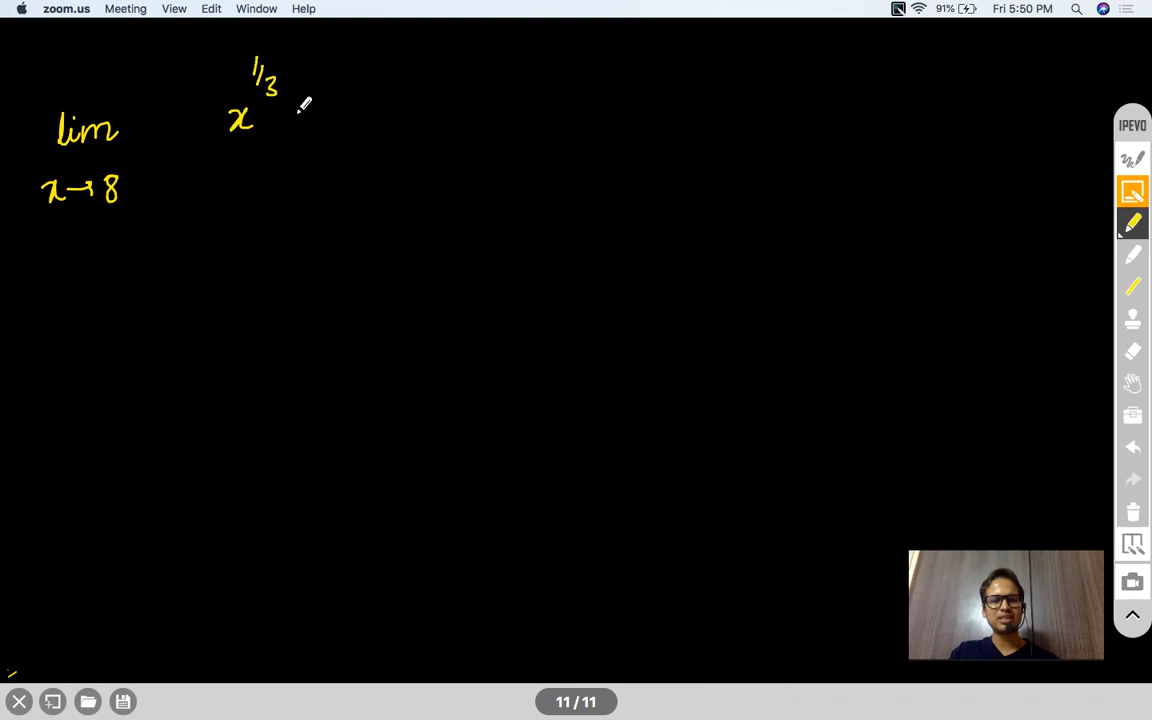 zoom.us Meeting View Edit Window Help 91% Fri 5:50 PM
lim x^{1/3}
x→8
IPEVO
11 / 11